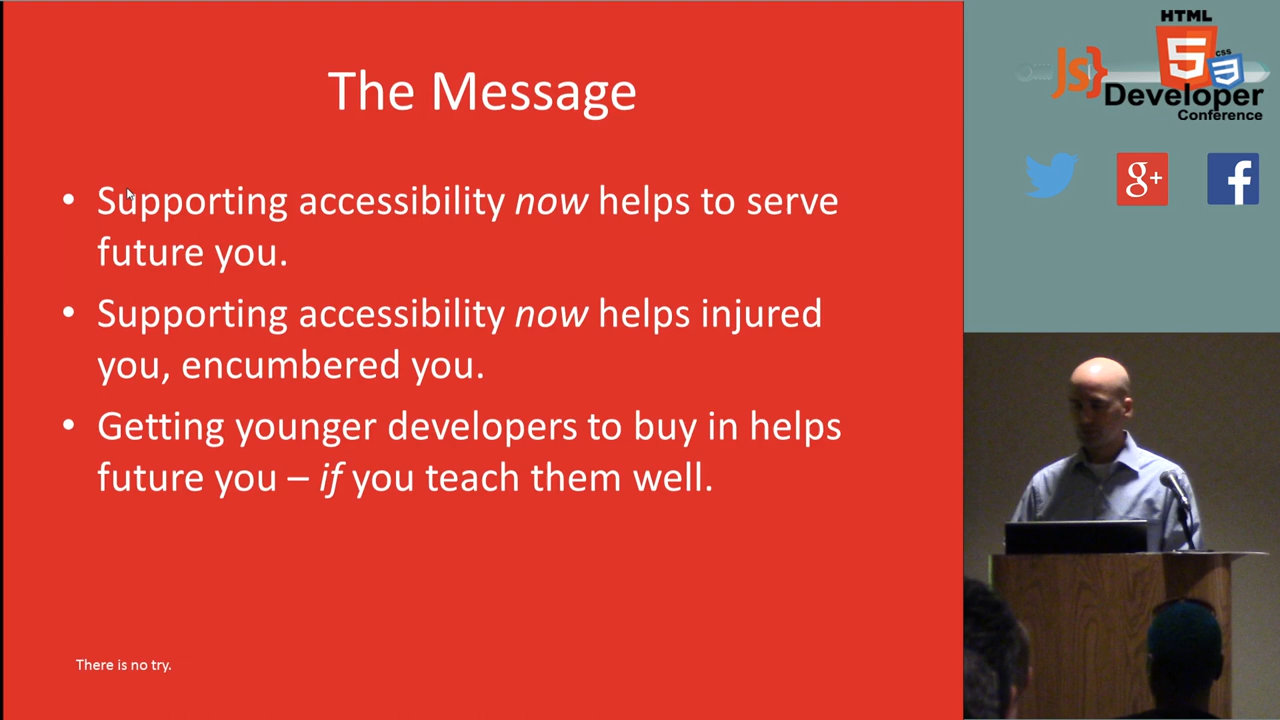 The Message
• Supporting accessibility now helps to serve
future you.
• Supporting accessibility now helps injured
you, encumbered you.
• Getting younger developers to buy in helps
future you – if you teach them well.
There is no try.
HTML
JS}
5
css
3
Developer
Conference
g+
f